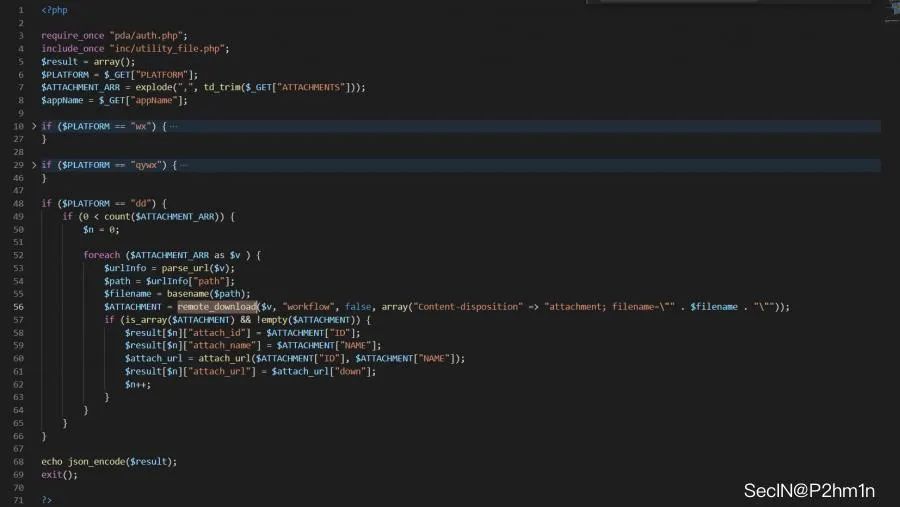 1 <?php
2
3 require_once "pda/auth.php";
4 include_once "inc/utility_file.php";
5 $result = array();
6 $PLATFORM = $_GET["PLATFORM"];
7 $ATTACHMENT_ARR = explode(",", td_trim($_GET["ATTACHMENTS"]));
8 $appName = $_GET["appName"];
9
10 > if ($PLATFORM == "wx") { ···
27 }
28
29 > if ($PLATFORM == "qywx") { ···
46 }
47
48 if ($PLATFORM == "dd") {
49 if (0 < count($ATTACHMENT_ARR)) {
50 $n = 0;
51
52 foreach ($ATTACHMENT_ARR as $v ) {
53 $urlInfo = parse_url($v);
54 $path = $urlInfo["path"];
55 $filename = basename($path);
56 $ATTACHMENT = remote_download($v, "workflow", false, array("Content-disposition" => "attachment; filename=\"" . $filename . "\""));
57 if (is_array($ATTACHMENT) && !empty($ATTACHMENT)) {
58 $result[$n]["attach_id"] = $ATTACHMENT["ID"];
59 $result[$n]["attach_name"] = $ATTACHMENT["NAME"];
60 $attach_url = attach_url($ATTACHMENT["ID"], $ATTACHMENT["NAME"]);
61 $result[$n]["attach_url"] = $attach_url["down"];
62 $n++;
63 }
64 }
65 }
66 }
67
68 echo json_encode($result);
69 exit();
70
71 ?>
SecIN@P2hm1n